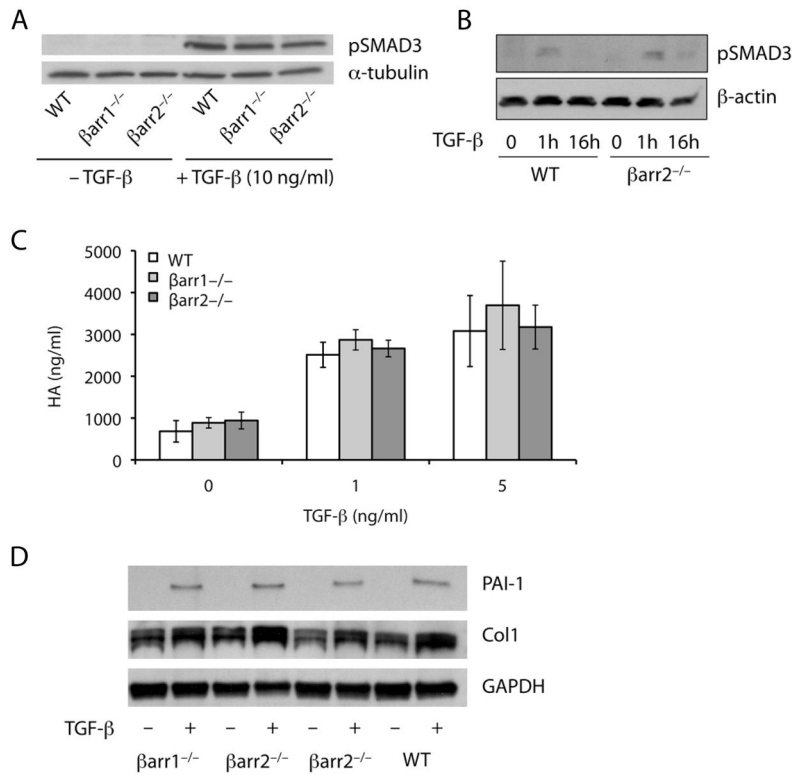 A
pSMAD3
α-tubulin
WT
βarr1–/–
βarr2–/–
WT
βarr1–/–
βarr2–/–
– TGF-β
+ TGF-β (10 ng/ml)
B
pSMAD3
β-actin
TGF-β 0 1h 16h 0 1h 16h
WT βarr2–/–
C
5000
4000
3000
2000
1000
0
HA (ng/ml)
WT
βarr1–/–
βarr2–/–
0 1 5
TGF-β (ng/ml)
D
PAI-1
Col1
GAPDH
TGF-β – + – + – + – +
βarr1–/– βarr2–/– βarr2–/– WT